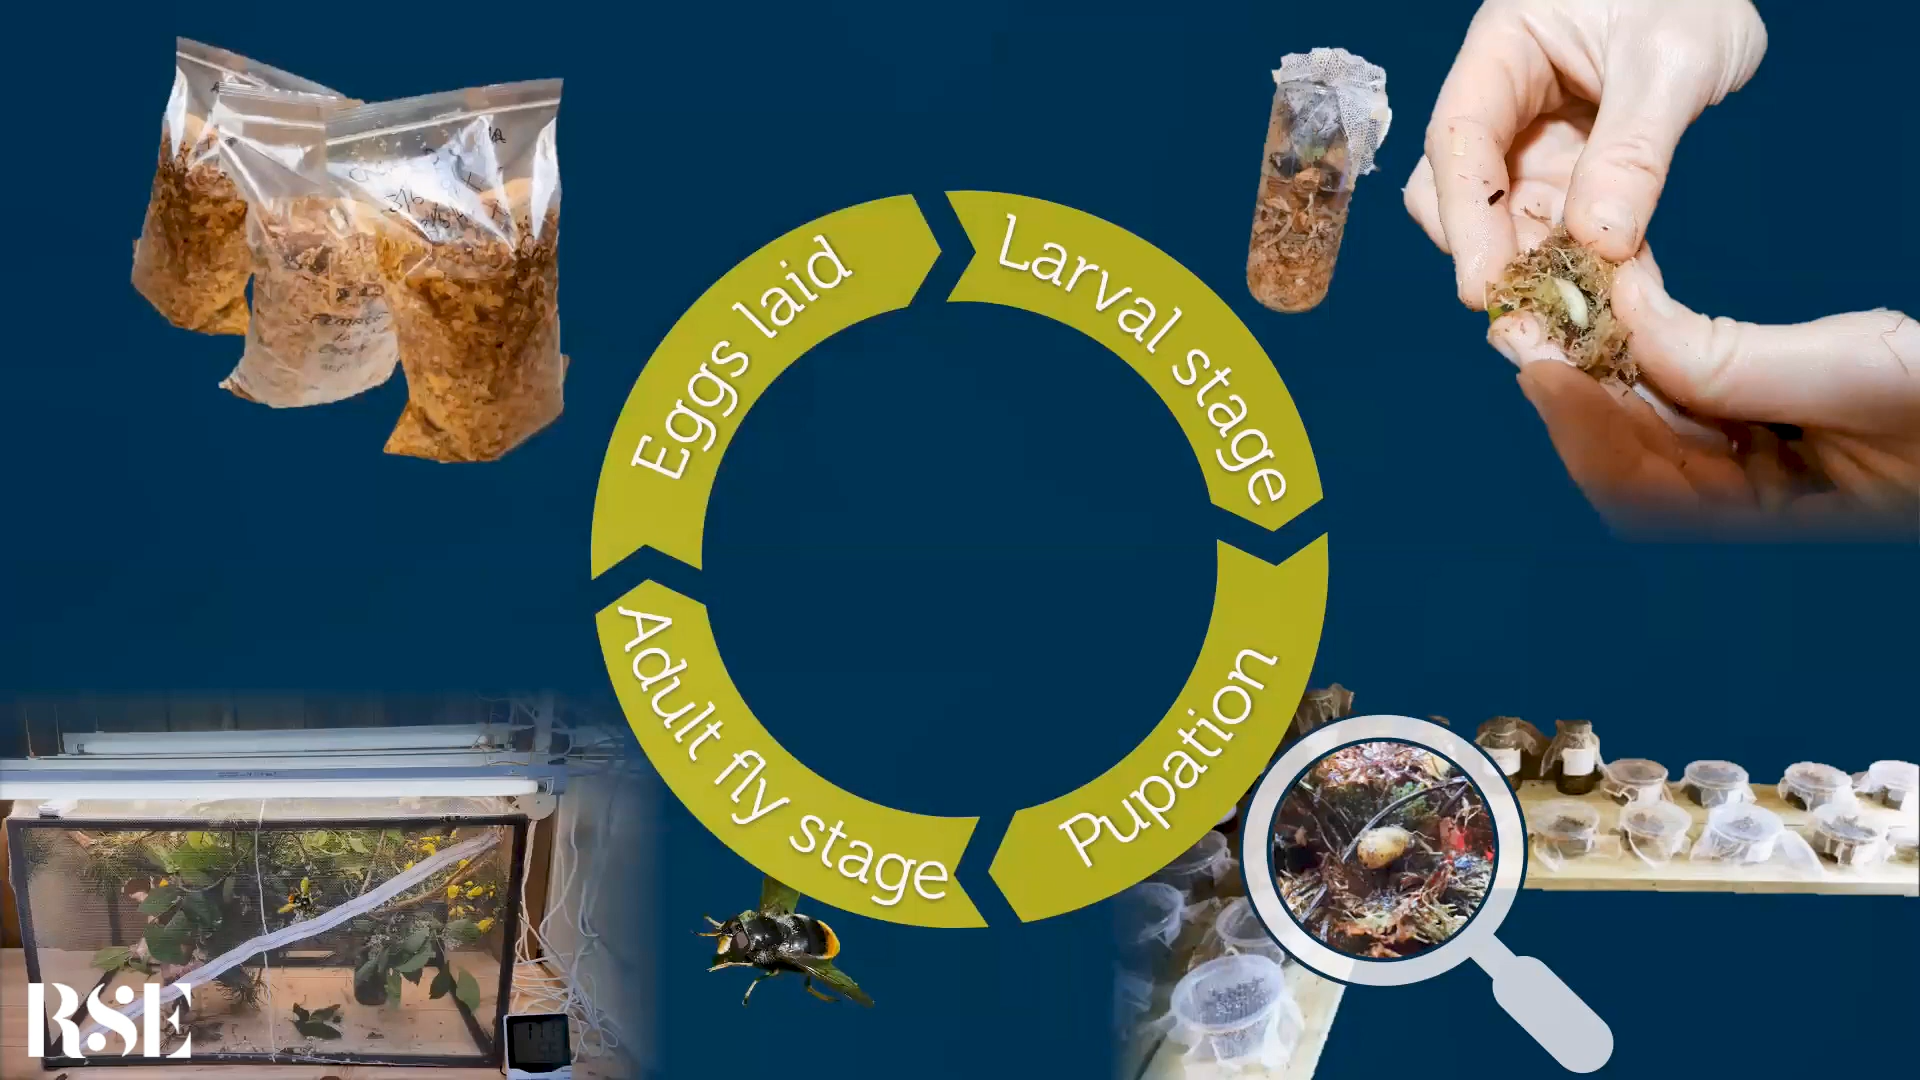 Eggs laid
Larval stage
Pupation
Adult fly stage
RSE